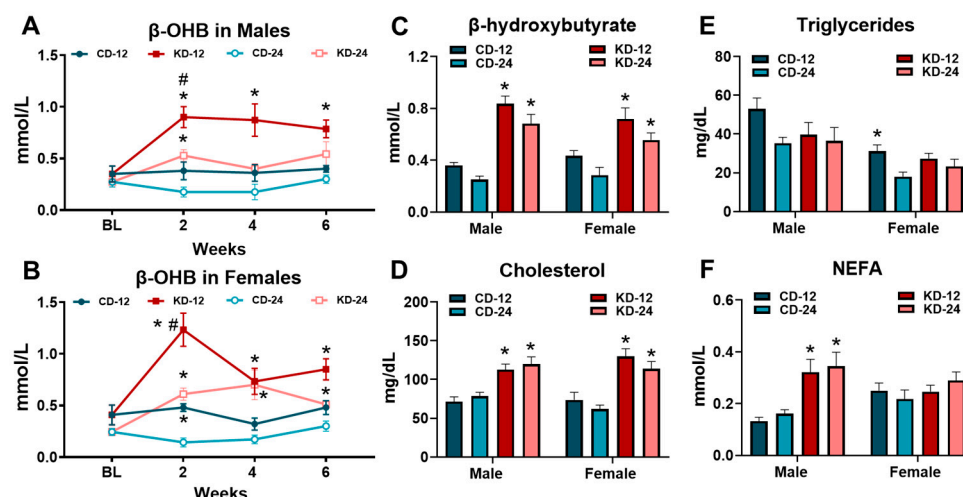 A
β-OHB in Males
CD-12 KD-12 CD-24 KD-24
mmol/L
1.5
1.0
0.5
0.0
#
*
*
*
*
BL 2 4 6
Weeks
B
β-OHB in Females
CD-12 KD-12 CD-24 KD-24
mmol/L
1.5
1.0
0.5
0.0
* #
*
*
*
*
*
*
BL 2 4 6
Weeks
C
β-hydroxybutyrate
CD-12 KD-12
CD-24 KD-24
mmol/L
1.2
0.8
0.4
0.0
* * * *
Male Female
D
Cholesterol
CD-12 KD-12
CD-24 KD-24
mg/dL
200
150
100
50
0
* * * *
Male Female
E
Triglycerides
CD-12 KD-12
CD-24 KD-24
mg/dL
80
60
40
20
0
*
Male Female
F
NEFA
CD-12 KD-12
CD-24 KD-24
mmol/L
0.6
0.4
0.2
0.0
* *
Male Female